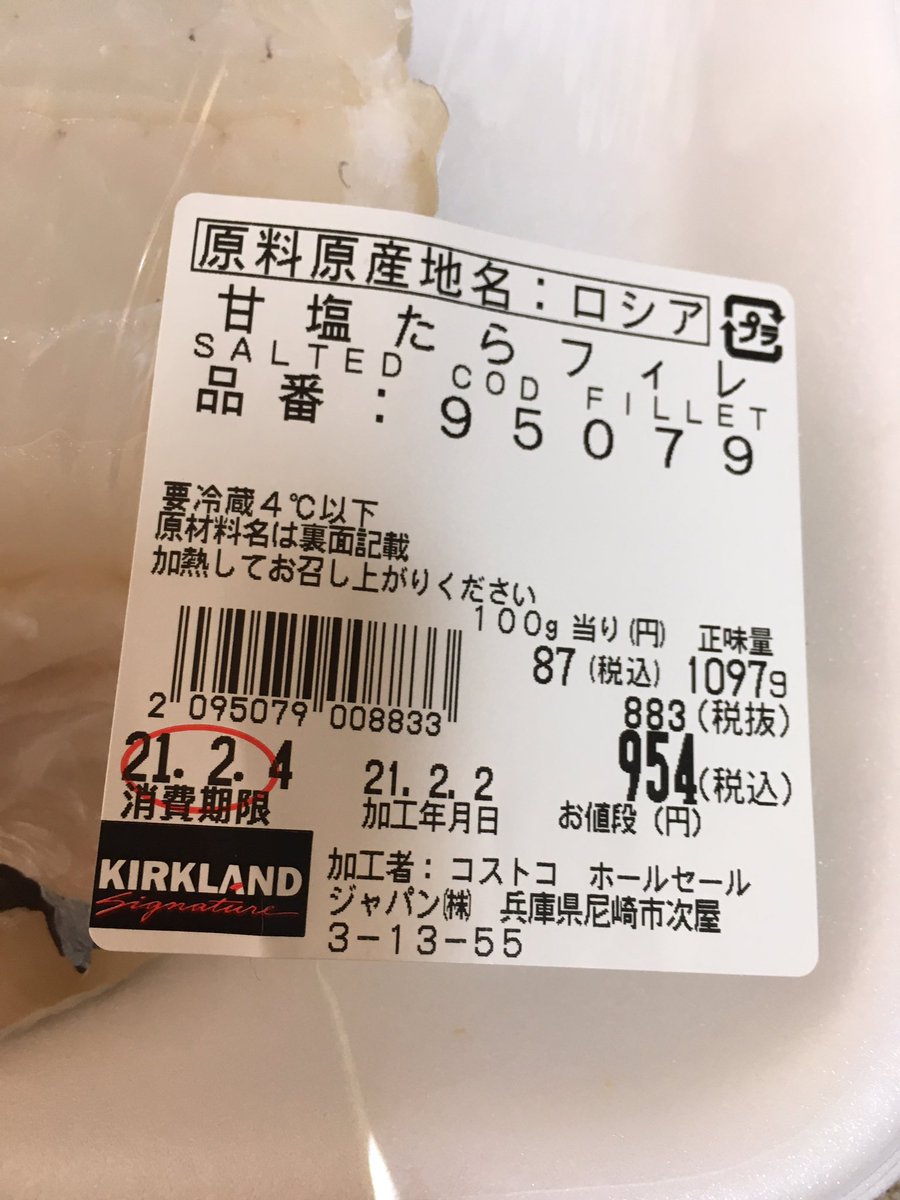 原料原産地名：ロシア
プラ
甘塩たらフィレ
SALTED COD FILLET
品番：95079
要冷蔵4℃以下
原材料名は裏面記載
加熱してお召し上がりください
100g当り(円) 正味量
87(税込) 1097g
2 095079 008833
883(税抜)
21.2.4 21.2.2 954(税込)
消費期限 加工年月日 お値段(円)
KIRKLAND
Signature
加工者：コストコ ホールセール
ジャパン㈱ 兵庫県尼崎市次屋
3-13-55